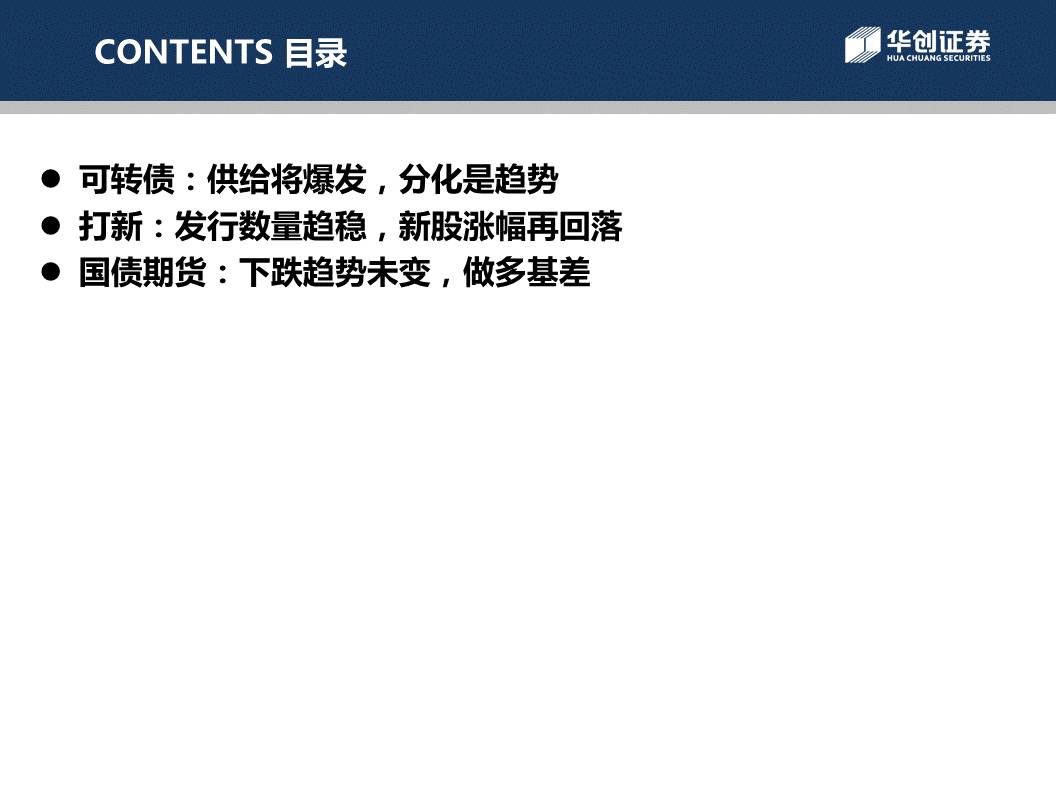 CONTENTS 目录
华创证券
HUA CHUANG SECURITIES
● 可转债：供给将爆发，分化是趋势
● 打新：发行数量趋稳，新股涨幅再回落
● 国债期货：下跌趋势未变，做多基差